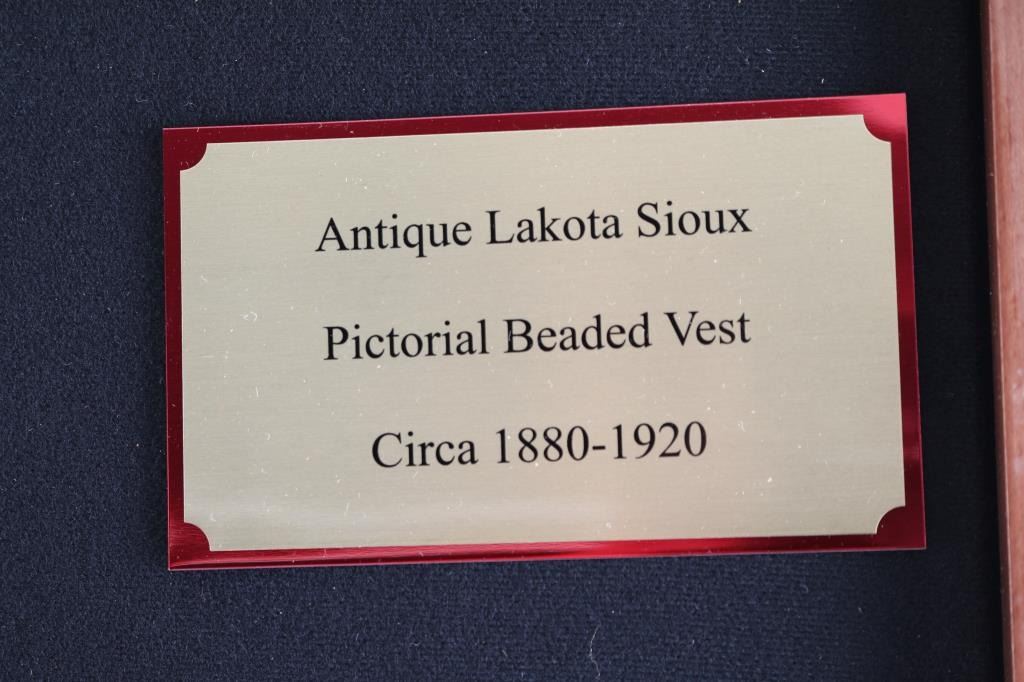 Antique Lakota Sioux
Pictorial Beaded Vest
Circa 1880-1920